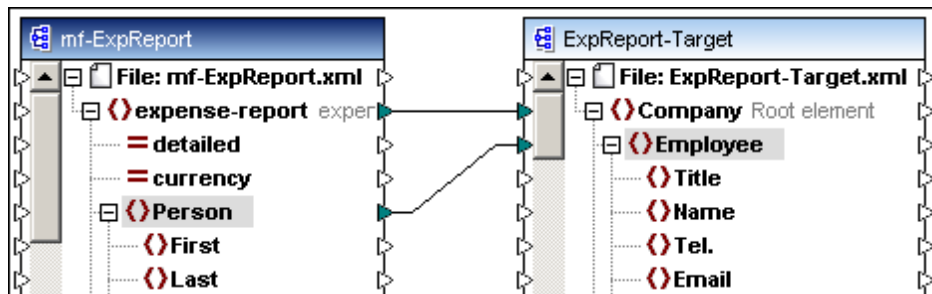 mf-ExpReport
File: mf-ExpReport.xml
expense-report exper
detailed
currency
Person
First
Last
ExpReport-Target
File: ExpReport-Target.xml
Company Root element
Employee
Title
Name
Tel.
Email